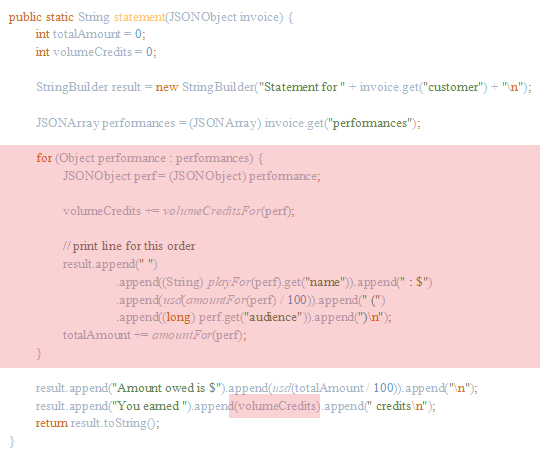 public static String statement(JSONObject invoice) {
int totalAmount = 0;
int volumeCredits = 0;
StringBuilder result = new StringBuilder("Statement for " + invoice.get("customer") + "\n");
JSONArray performances = (JSONArray) invoice.get("performances");
for (Object performance : performances) {
JSONObject perf = (JSONObject) performance;
volumeCredits += volumeCreditsFor(perf);
// print line for this order
result.append(" ")
.append((String) playFor(perf).get("name")).append(" : $")
.append(usd(amountFor(perf) / 100)).append(" (")
.append((long) perf.get("audience")).append(")\n");
totalAmount += amountFor(perf);
}
result.append("Amount owed is $").append(usd(totalAmount / 100)).append("\n");
result.append("You earned ").append(volumeCredits).append(" credits\n");
return result.toString();
}